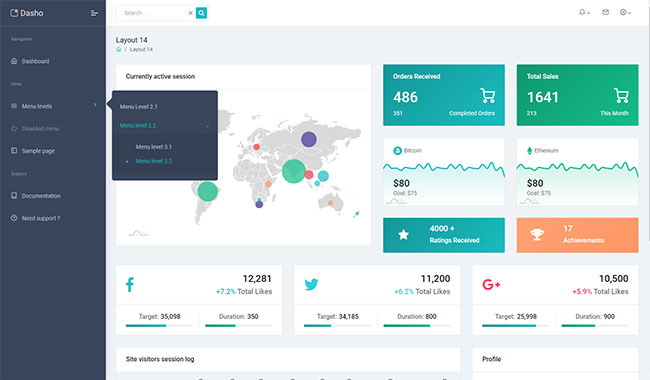 Dasho
Search . . .
Navigation
Dashboard
Other
Menu levels
Disabled menu
Sample page
Support
Documentation
Need support ?
Menu Level 2.1
Menu level 2.2
Menu level 3.1
Menu level 3.2
Layout 14
/ Layout 14
Currently active session
Orders Received
486
351 Completed Orders
Total Sales
1641
213 This Month
Bitcoin
$80
Goal: $75
Ethereum
$80
Goal: $75
4000 +
Ratings Received
17
Achievements
12,281
+7.2% Total Likes
Target: 35,098 Duration: 350
11,200
+6.2% Total Likes
Target: 34,185 Duration: 800
G+
10,500
+5.9% Total Likes
Target: 25,998 Duration: 900
Site visitors session log
Profile